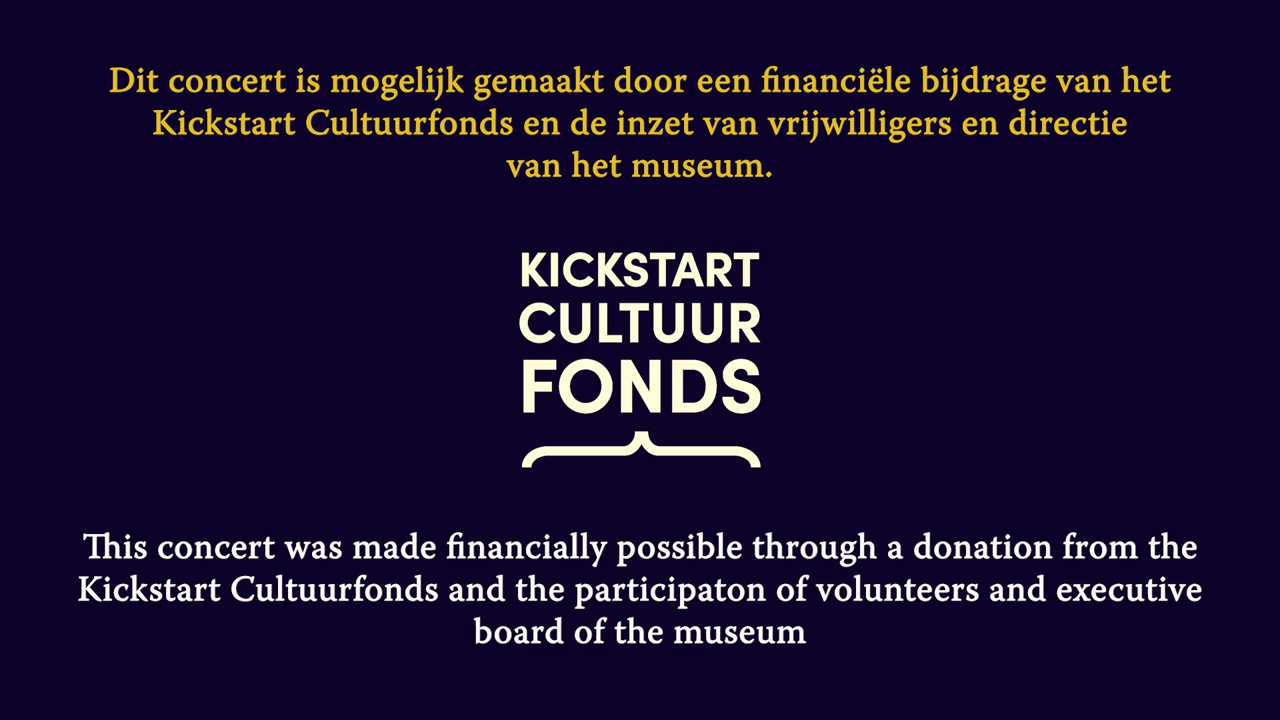 Dit concert is mogelijk gemaakt door een financiële bijdrage van het
Kickstart Cultuurfonds en de inzet van vrijwilligers en directie
van het museum.
KICKSTART
CULTUUR
FONDS
This concert was made financially possible through a donation from the
Kickstart Cultuurfonds and the participaton of volunteers and executive
board of the museum